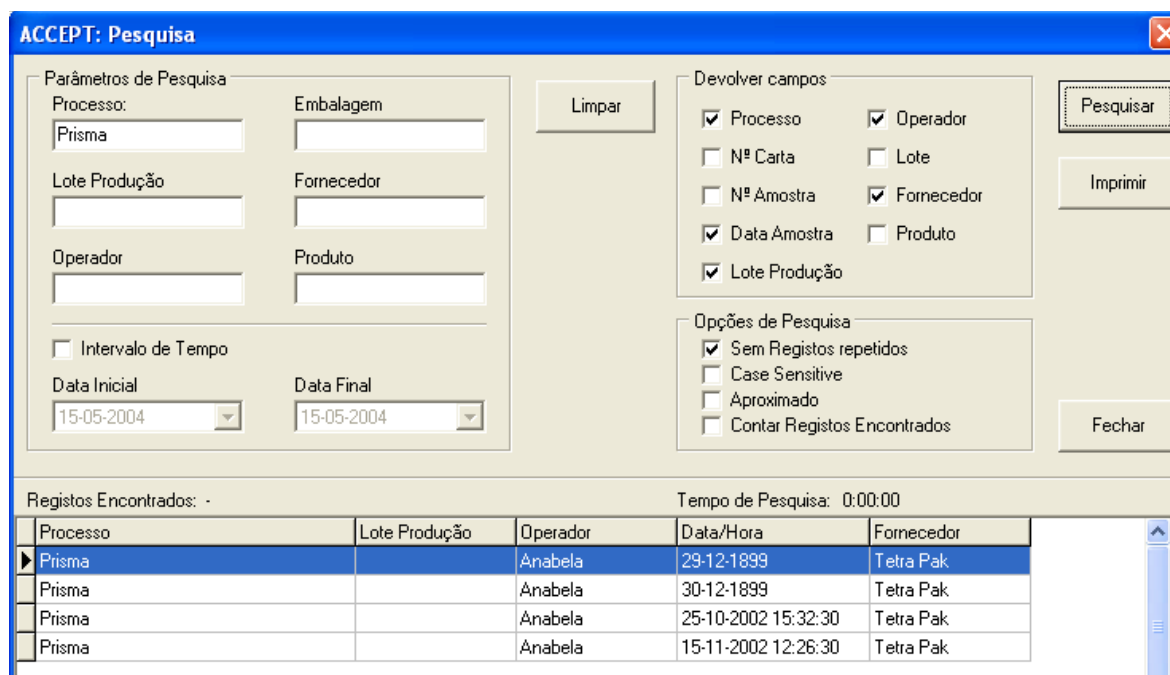 ACCEPT: Pesquisa
Parâmetros de Pesquisa
Processo:
Embalagem
Prisma
Lote Produção
Fornecedor
Operador
Produto
Intervalo de Tempo
Data Inicial
Data Final
15-05-2004
15-05-2004
Limpar
Devolver campos
Processo
Operador
Nº Carta
Lote
Nº Amostra
Fornecedor
Data Amostra
Produto
Lote Produção
Opções de Pesquisa
Sem Registos repetidos
Case Sensitive
Aproximado
Contar Registos Encontrados
Pesquisar
Imprimir
Fechar
Registos Encontrados: -
Tempo de Pesquisa: 0:00:00
Processo Lote Produção Operador Data/Hora Fornecedor
Prisma Anabela 29-12-1899 Tetra Pak
Prisma Anabela 30-12-1899 Tetra Pak
Prisma Anabela 25-10-2002 15:32:30 Tetra Pak
Prisma Anabela 15-11-2002 12:26:30 Tetra Pak